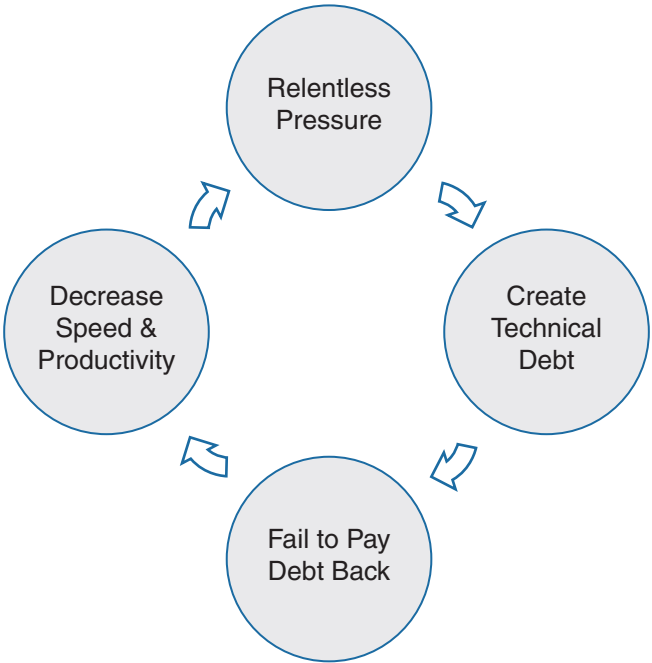 Relentless
Pressure
Create
Technical
Debt
Fail to Pay
Debt Back
Decrease
Speed &
Productivity